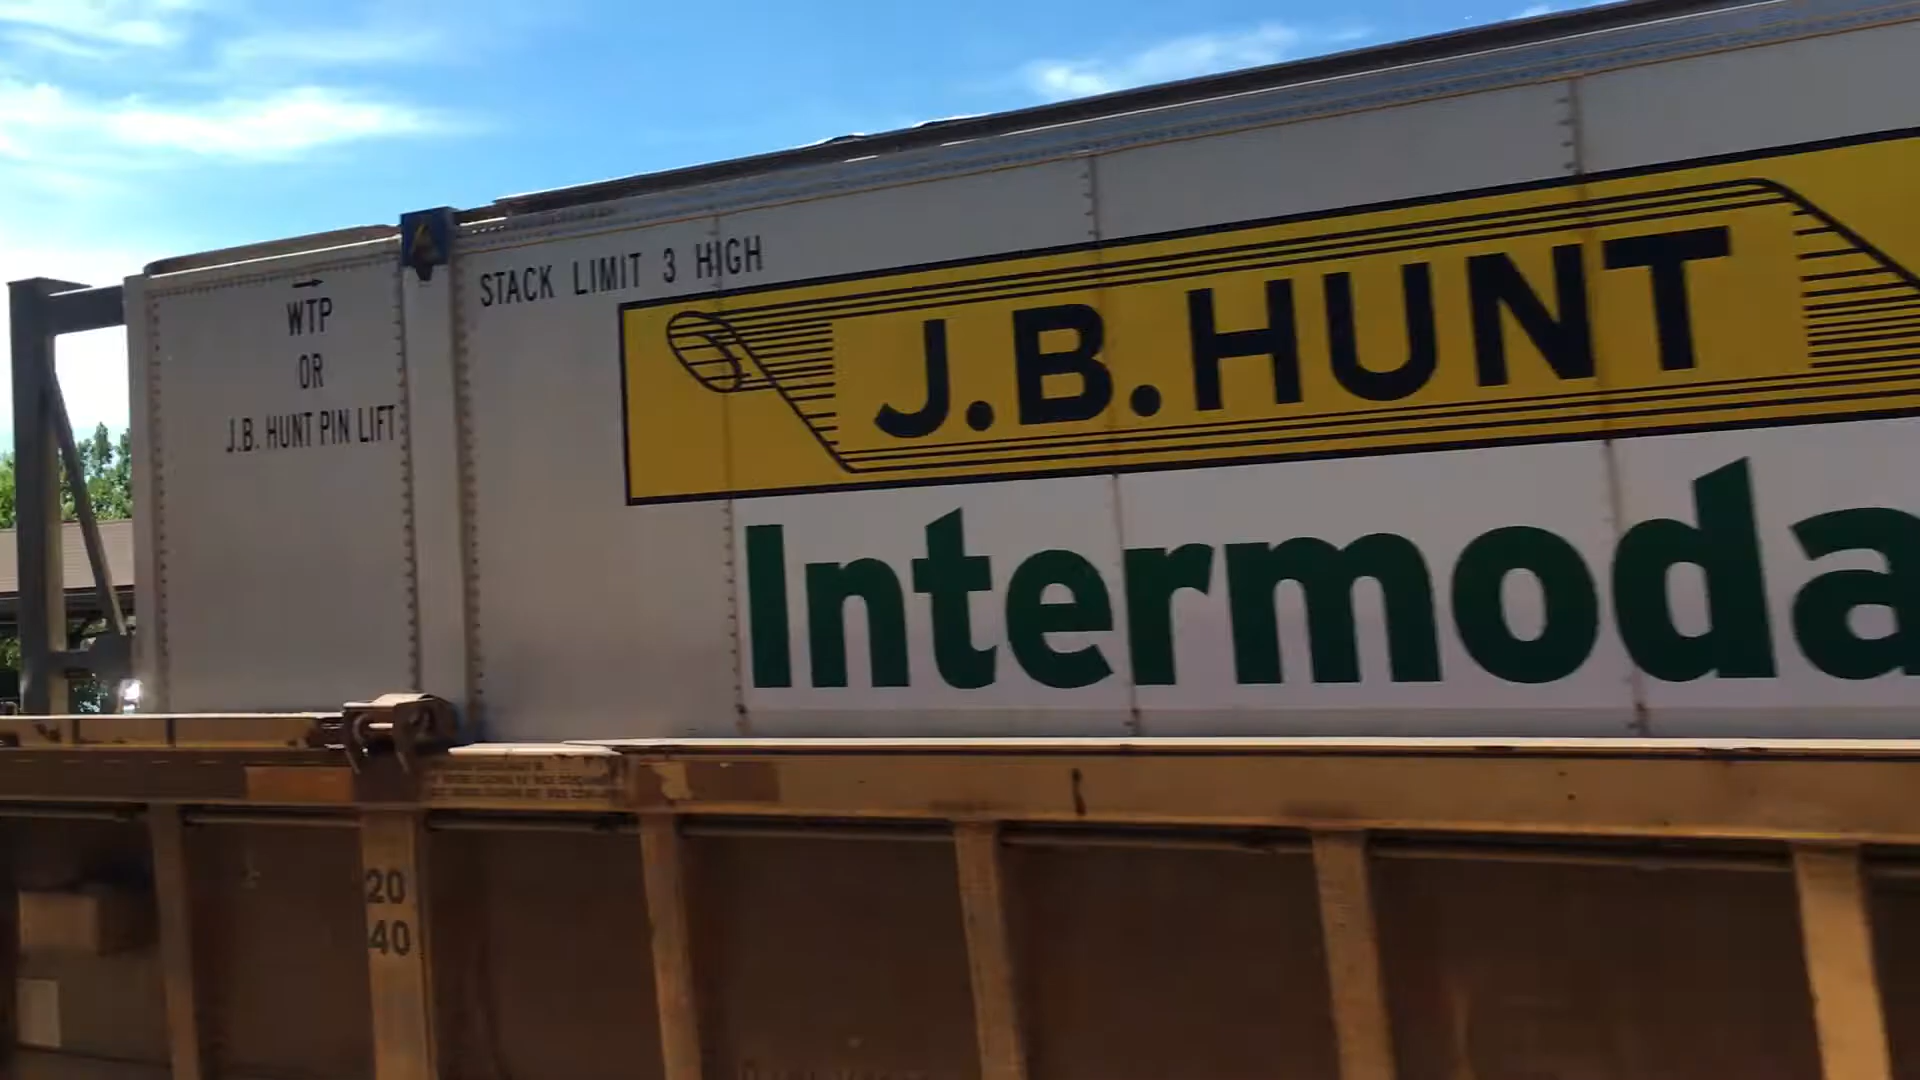 WTP
OR
J.B. HUNT PIN LIFT
STACK LIMIT 3 HIGH
J.B. HUNT
Intermoda
20
40